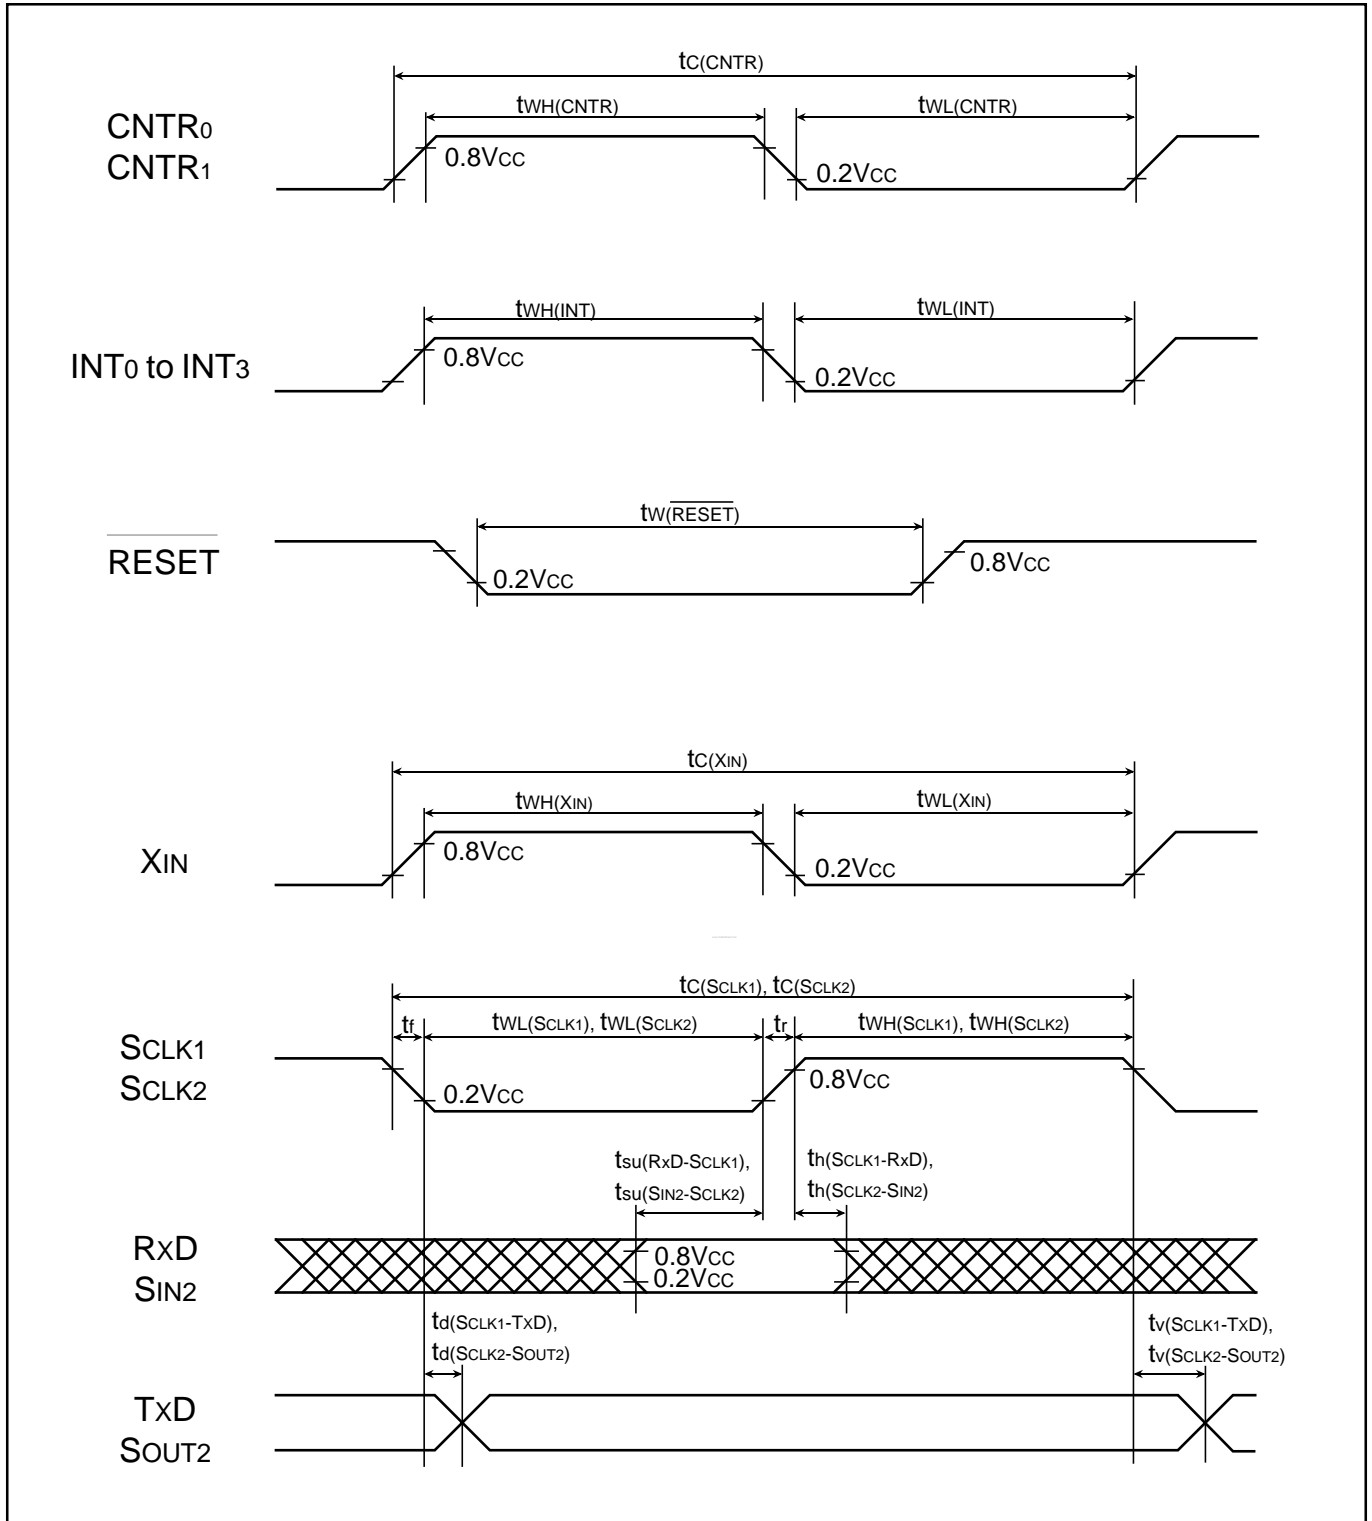 tC(CNTR)
tWH(CNTR) tWL(CNTR)
CNTR0
CNTR1
0.8VCC
0.2VCC
tWH(INT) tWL(INT)
INT0 to INT3
0.8VCC
0.2VCC
tW(RESET)
RESET
0.2VCC
0.8VCC
tC(XIN)
tWH(XIN) tWL(XIN)
XIN
0.8VCC
0.2VCC
tC(SCLK1), tC(SCLK2)
tf tWL(SCLK1), tWL(SCLK2) tr tWH(SCLK1), tWH(SCLK2)
SCLK1
SCLK2
0.2VCC
0.8VCC
tsu(RxD-SCLK1),
tsu(SIN2-SCLK2)
th(SCLK1-RxD),
th(SCLK2-SIN2)
RXD
SIN2
0.8VCC
0.2VCC
td(SCLK1-TXD),
td(SCLK2-SOUT2)
tv(SCLK1-TXD),
tv(SCLK2-SOUT2)
TXD
SOUT2